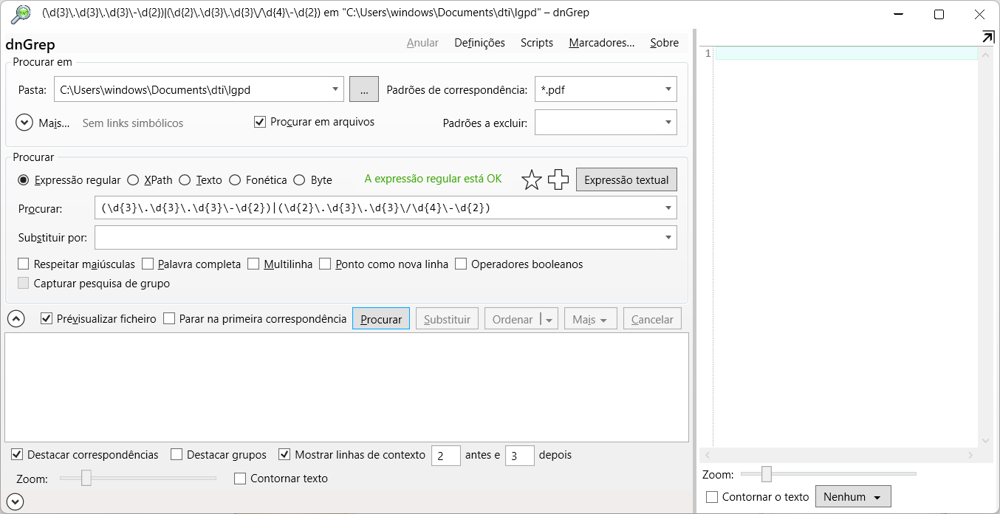 (\d{3}\.\d{3}\.\d{3}\-\d{2})|(\d{2}\.\d{3}\.\d{3}\/\d{4}\-\d{2}) em "C:\Users\windows\Documents\dti\lgpd" – dnGrep
dnGrep Anular Definições Scripts Marcadores... Sobre
Procurar em
Pasta: C:\Users\windows\Documents\dti\lgpd ... Padrões de correspondência: *.pdf
Mais... Sem links simbólicos Procurar em arquivos Padrões a excluir:
Procurar
Expressão regular XPath Texto Fonética Byte A expressão regular está OK Expressão textual
Procurar: (\d{3}\.\d{3}\.\d{3}\-\d{2})|(\d{2}\.\d{3}\.\d{3}\/\d{4}\-\d{2})
Substituir por:
Respeitar maiúsculas Palavra completa Multilinha Ponto como nova linha Operadores booleanos
Capturar pesquisa de grupo
Prévisualizar ficheiro Parar na primeira correspondência Procurar Substituir Ordenar Mais Cancelar
Destacar correspondências Destacar grupos Mostrar linhas de contexto 2 antes e 3 depois
Zoom: Contornar texto
1
Zoom:
Contornar o texto Nenhum